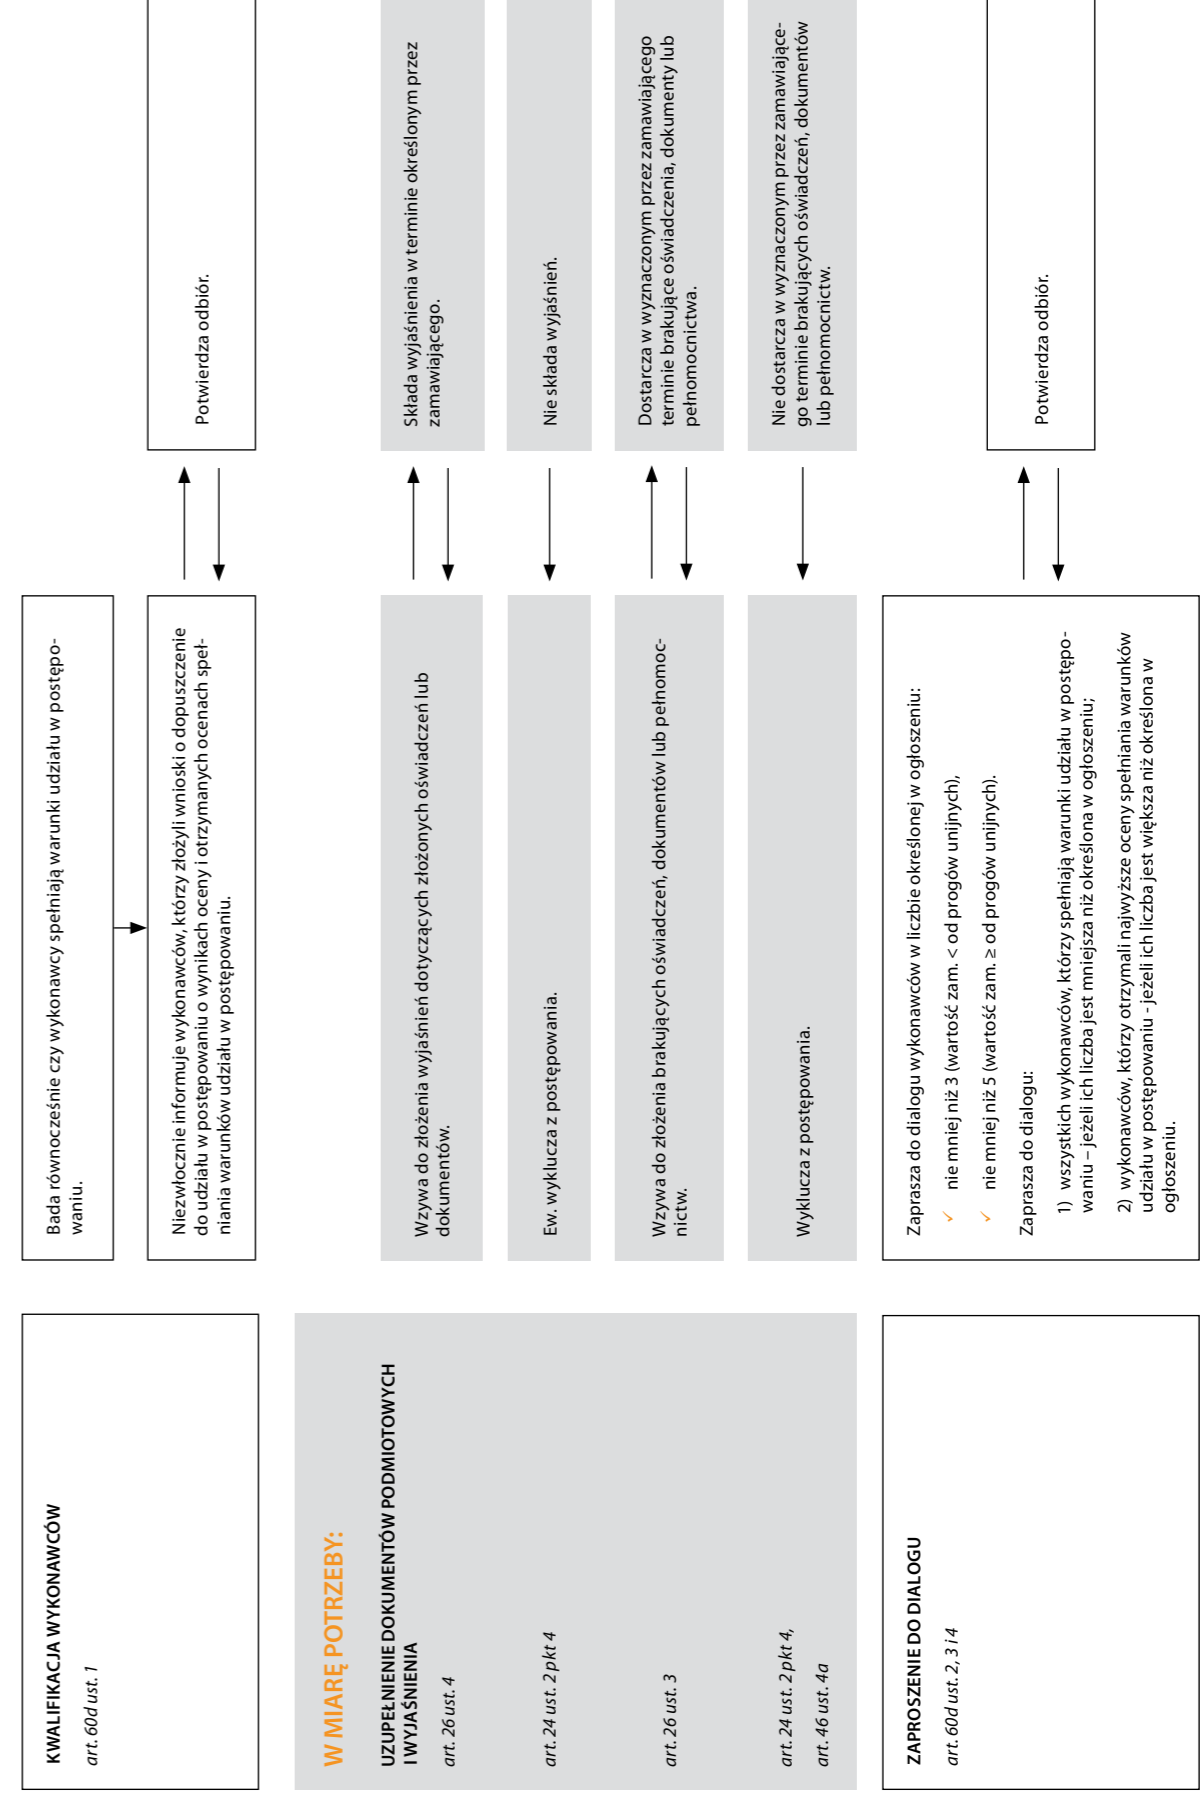 KWALIFIKACJA WYKONAWCÓW
art. 60d ust. 1
Bada równocześnie czy wykonawcy spełniają warunki udziału w postępo-
waniu.
Niezwłocznie informuje wykonawców, którzy złożyli wnioski o dopuszczenie
do udziału w postępowaniu o wynikach oceny i otrzymanych ocenach speł-
niania warunków udziału w postępowaniu.
Potwierdza odbiór.
W MIARĘ POTRZEBY:
UZUPEŁNIENIE DOKUMENTÓW PODMIOTOWYCH
I WYJAŚNIENIA
art. 26 ust. 4
Wzywa do złożenia wyjaśnień dotyczących złożonych oświadczeń lub
dokumentów.
Składa wyjaśnienia w terminie określonym przez
zamawiającego.
art. 24 ust. 2 pkt 4
Ew. wyklucza z postępowania.
Nie składa wyjaśnień.
art. 26 ust. 3
Wzywa do złożenia brakujących oświadczeń, dokumentów lub pełnomoc-
nictw.
Dostarcza w wyznaczonym przez zamawiającego
terminie brakujące oświadczenia, dokumenty lub
pełnomocnictwa.
art. 24 ust. 2 pkt 4,
art. 46 ust. 4a
Wyklucza z postępowania.
Nie dostarcza w wyznaczonym przez zamawiające-
go terminie brakujących oświadczeń, dokumentów
lub pełnomocnictw.
ZAPROSZENIE DO DIALOGU
art. 60d ust. 2, 3 i 4
Zaprasza do dialogu wykonawców w liczbie określonej w ogłoszeniu:
✓ nie mniej niż 3 (wartość zam. < od progów unijnych),
✓ nie mniej niż 5 (wartość zam. ≥ od progów unijnych).
Zaprasza do dialogu:
1) wszystkich wykonawców, którzy spełniają warunki udziału w postępo-
waniu – jeżeli ich liczba jest mniejsza niż określona w ogłoszeniu;
2) wykonawców, którzy otrzymali najwyższe oceny spełniania warunków
udziału w postępowaniu - jeżeli ich liczba jest większa niż określona w
ogłoszeniu.
Potwierdza odbiór.